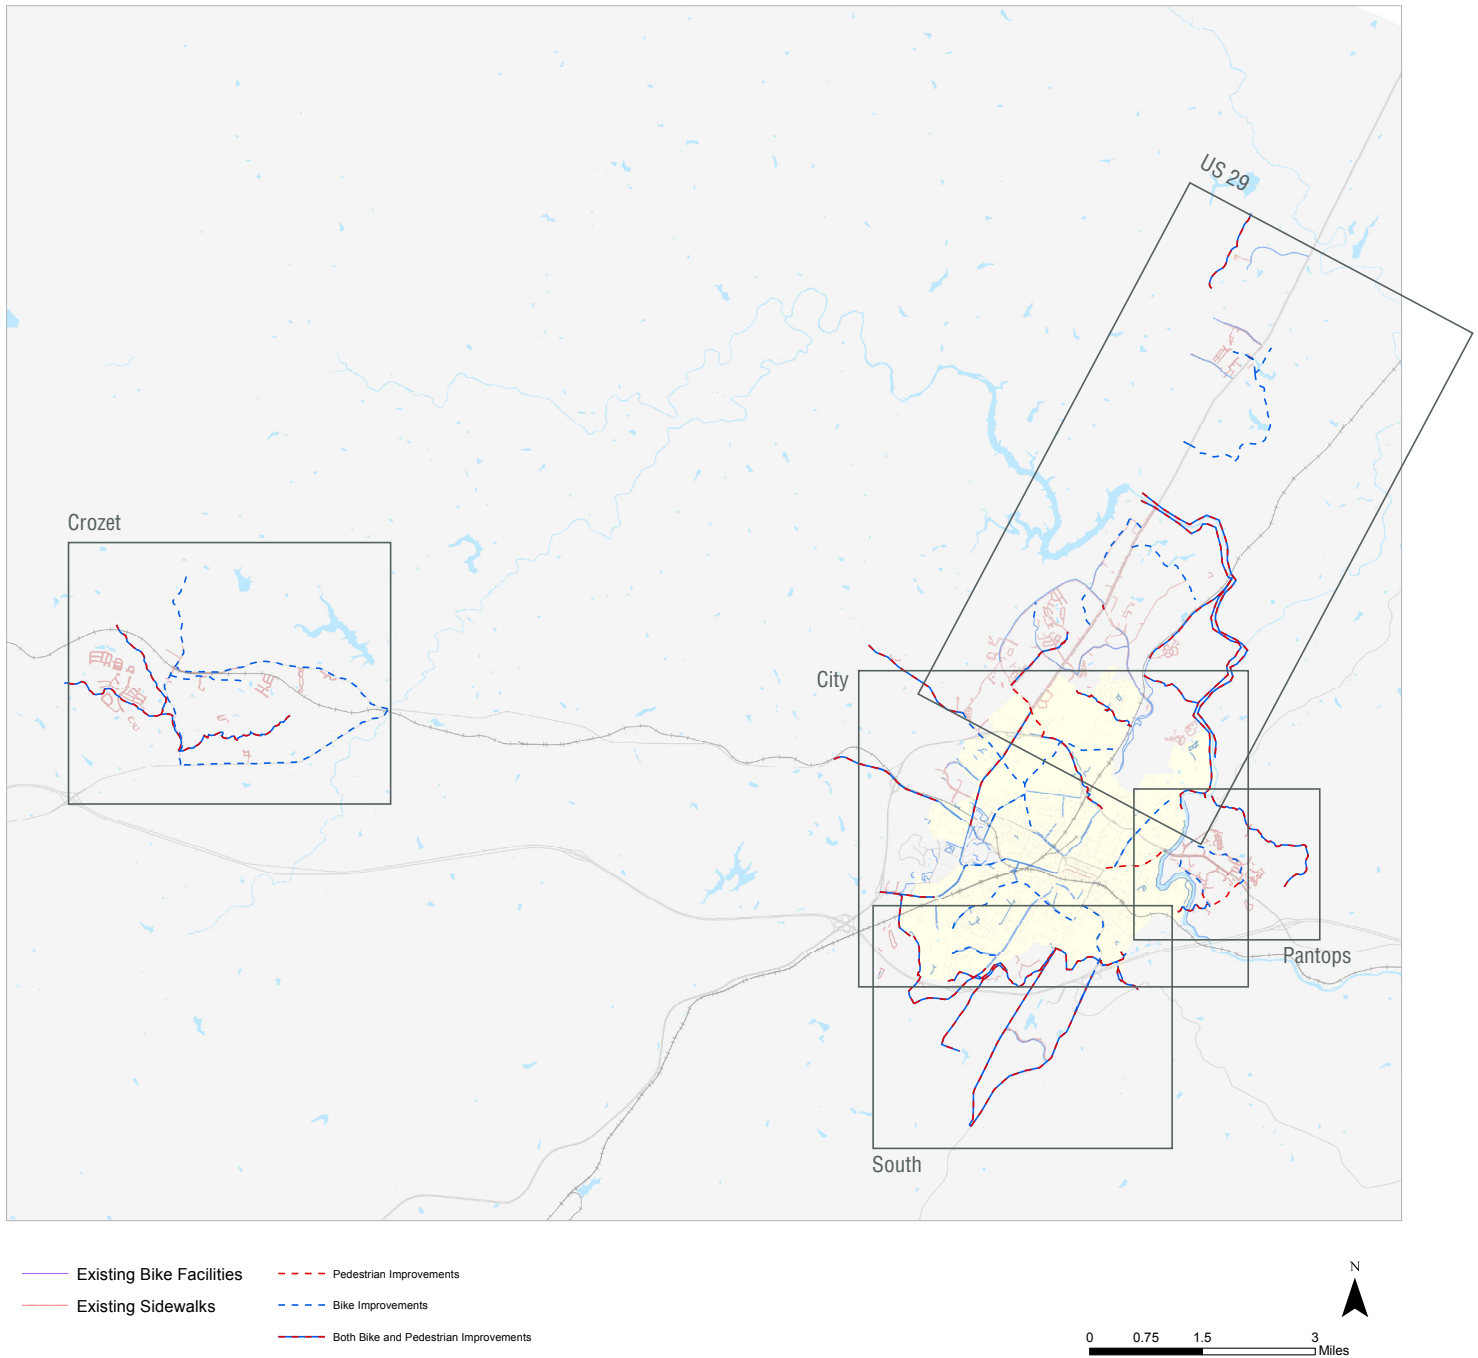 US 29
Crozet
City
Pantops
South
Existing Bike Facilities
Existing Sidewalks
Pedestrian Improvements
Bike Improvements
Both Bike and Pedestrian Improvements
N
0 0.75 1.5 3
Miles